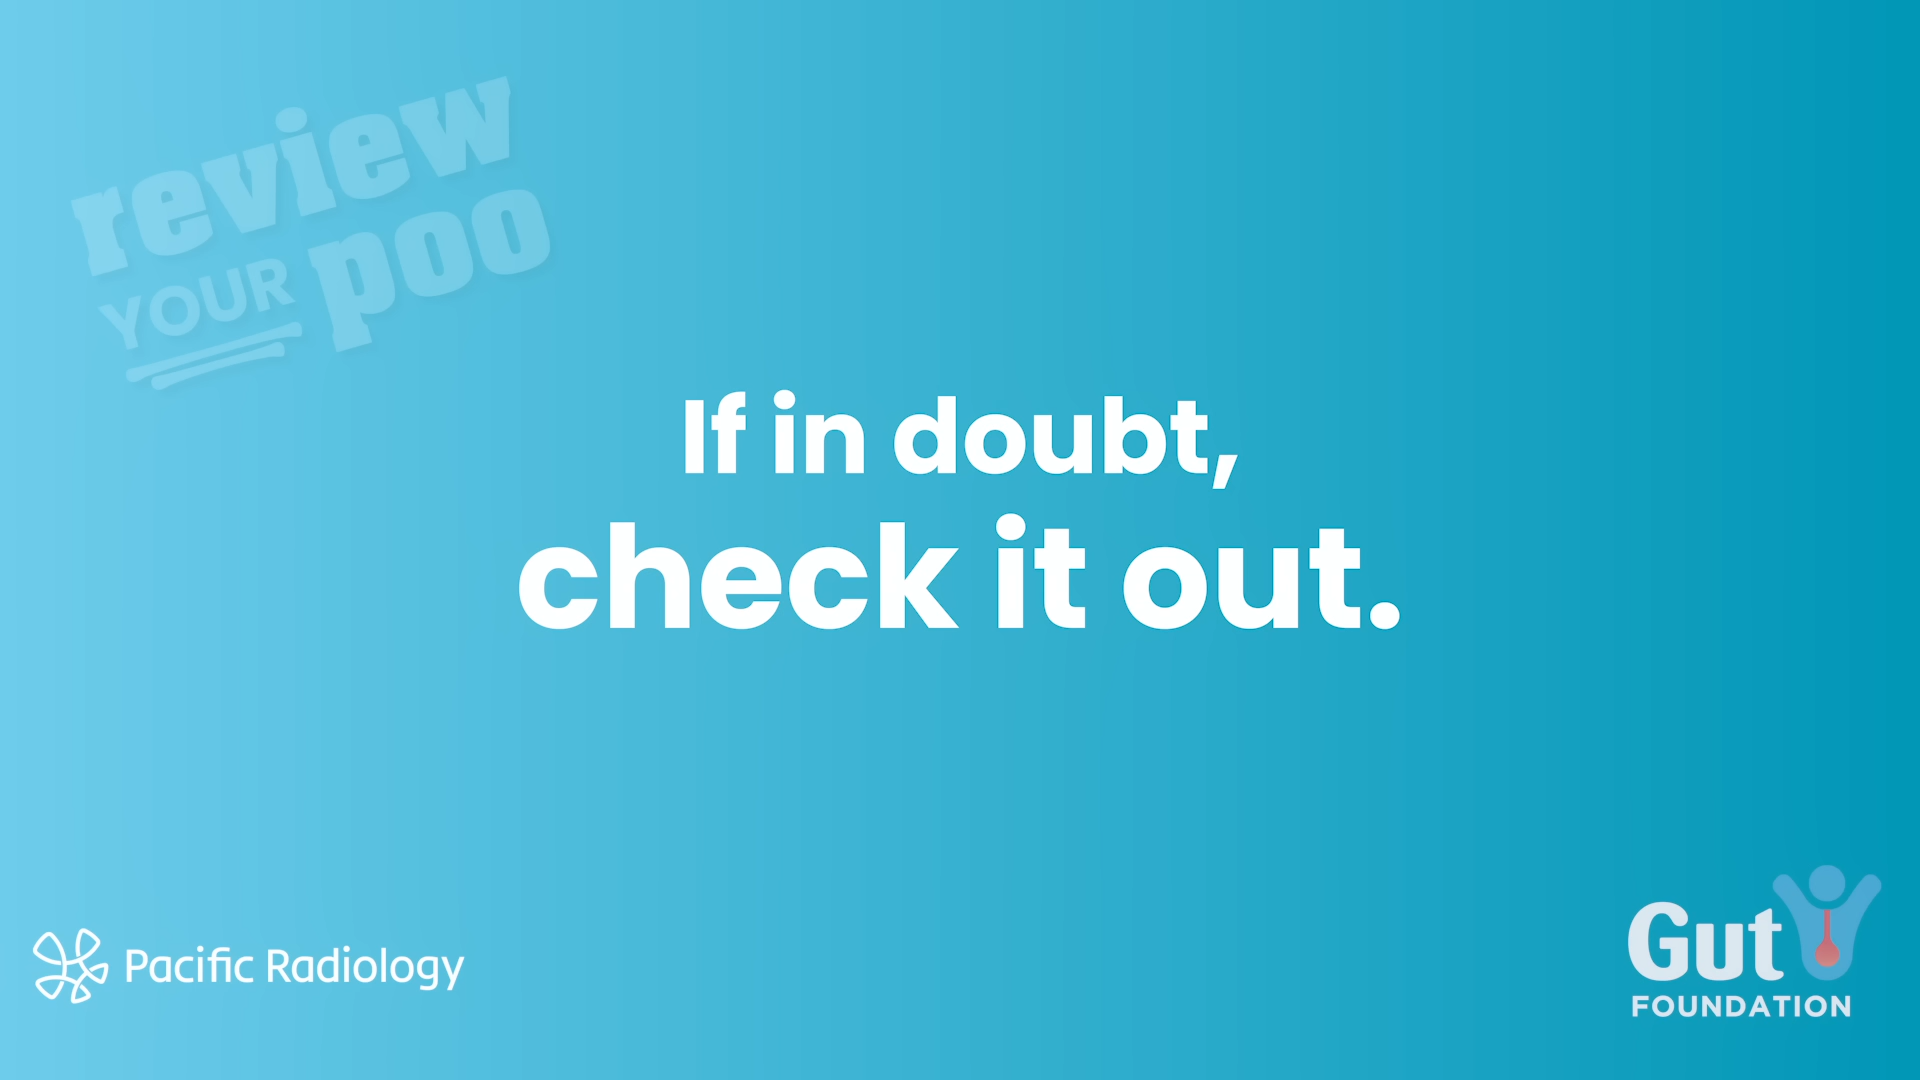 review
YOUR poo
If in doubt,
check it out.
Pacific Radiology
Gut
FOUNDATION